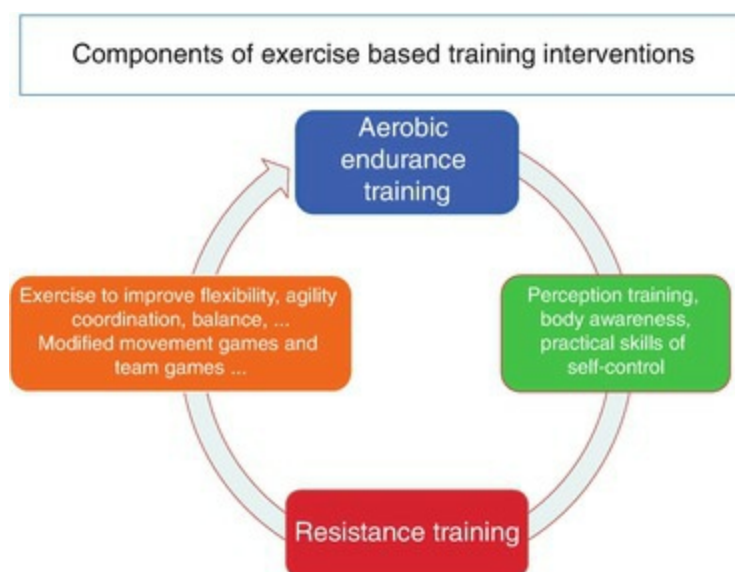 Components of exercise based training interventions
Aerobic
endurance
training
Exercise to improve flexibility, agility
coordination, balance, ...
Modified movement games and
team games ...
Perception training,
body awareness,
practical skills of
self-control
Resistance training